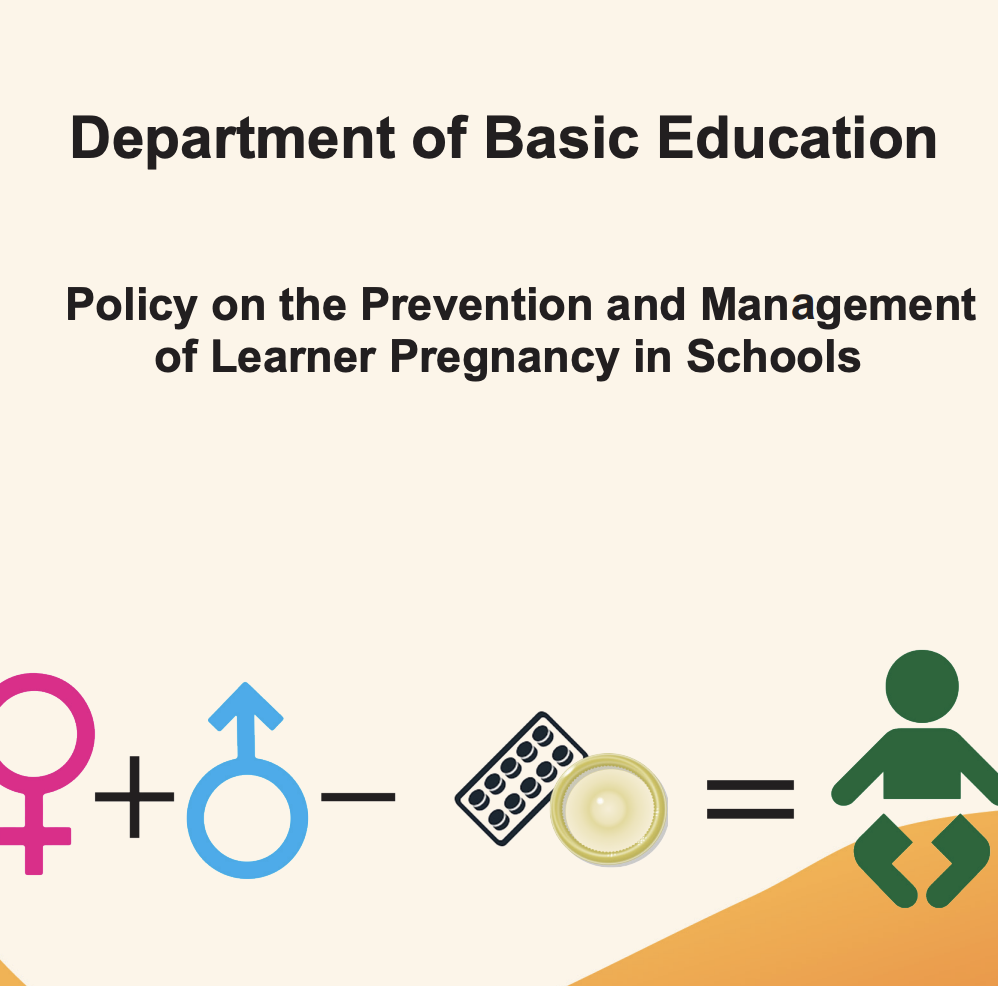 Department of Basic Education
Policy on the Prevention and Management
of Learner Pregnancy in Schools
+
−
=